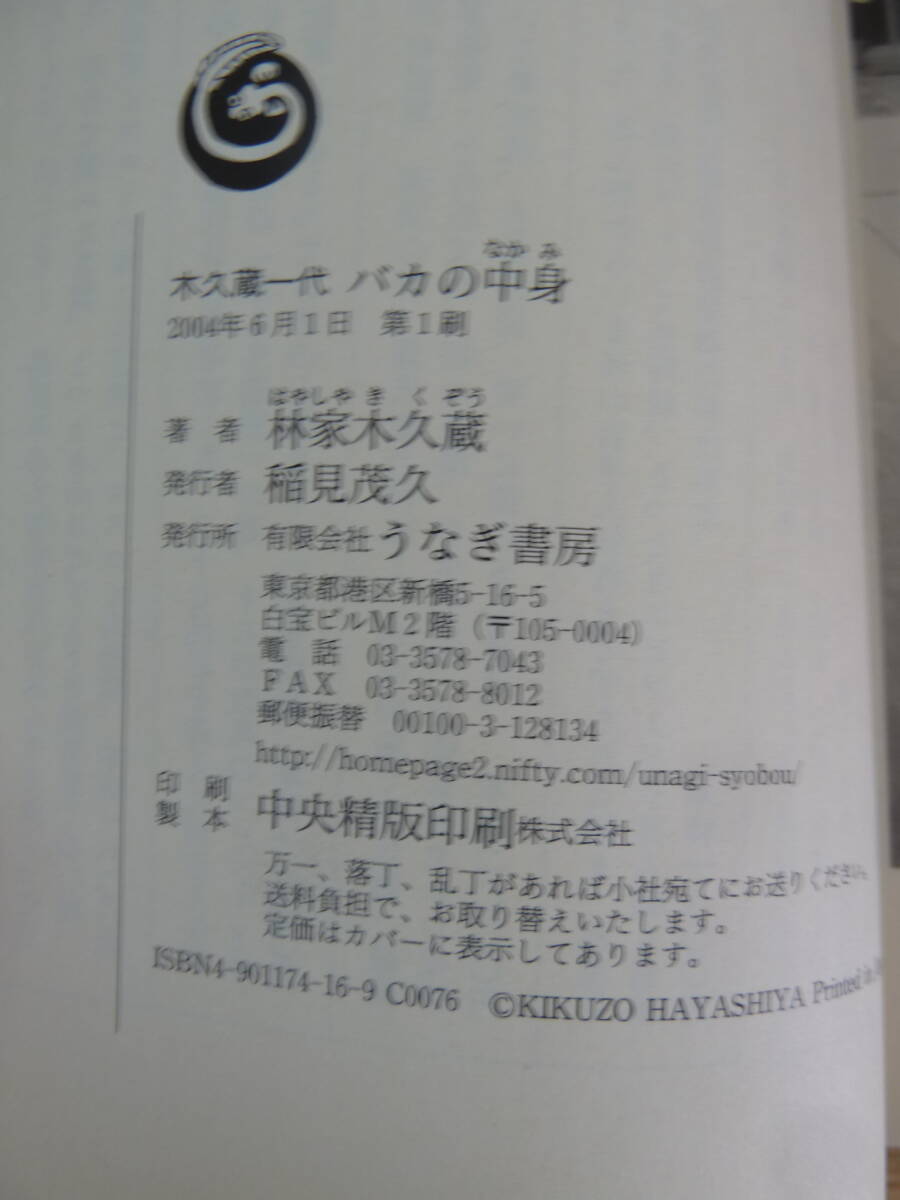 なかみ
木久蔵一代 バカの中身
2004年6月1日 第1刷
はやしやきくぞう
著者 林家木久蔵
発行者 稲見茂久
発行所 有限会社うなぎ書房
東京都港区新橋5-16-5
白宝ビルM2階（〒105-0004）
電話 03-3578-7043
FAX 03-3578-8012
郵便振替 00100-3-128134
http://homepage2.nifty.com/unagi-syobou/
印刷
製本 中央精版印刷株式会社
万一、落丁、乱丁があれば小社宛てにお送りください。
送料負担で、お取り替えいたします。
定価はカバーに表示してあります。
ISBN4-901174-16-9 C0076 ©KIKUZO HAYASHIYA Printed in